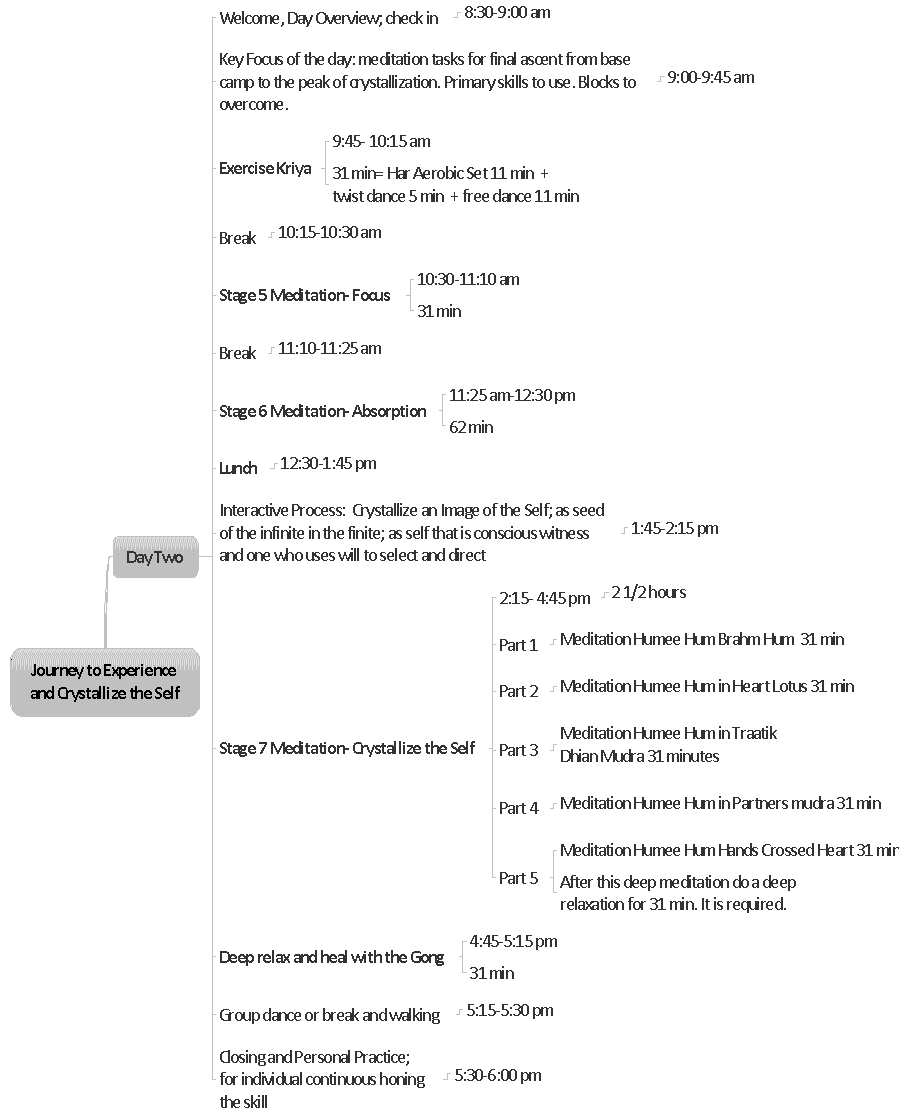 Welcome, Day Overview; check in
8:30-9:00 am
Key Focus of the day: meditation tasks for final ascent from base
camp to the peak of crystallization. Primary skills to use. Blocks to
overcome.
9:00-9:45 am
Exercise Kriya
9:45- 10:15 am
31 min= Har Aerobic Set 11 min +
twist dance 5 min + free dance 11 min
Break
10:15-10:30 am
Stage 5 Meditation- Focus
10:30-11:10 am
31 min
Break
11:10-11:25 am
Stage 6 Meditation- Absorption
11:25 am-12:30 pm
62 min
Lunch
12:30-1:45 pm
Interactive Process: Crystallize an Image of the Self; as seed
of the infinite in the finite; as self that is conscious witness
and one who uses will to select and direct
1:45-2:15 pm
Day Two
Journey to Experience
and Crystallize the Self
Stage 7 Meditation- Crystallize the Self
2:15- 4:45 pm
2 1/2 hours
Part 1
Meditation Humee Hum Brahm Hum 31 min
Part 2
Meditation Humee Hum in Heart Lotus 31 min
Part 3
Meditation Humee Hum in Traatik
Dhian Mudra 31 minutes
Part 4
Meditation Humee Hum in Partners mudra 31 min
Part 5
Meditation Humee Hum Hands Crossed Heart 31 min
After this deep meditation do a deep
relaxation for 31 min. It is required.
Deep relax and heal with the Gong
4:45-5:15 pm
31 min
Group dance or break and walking
5:15-5:30 pm
Closing and Personal Practice;
for individual continuous honing
the skill
5:30-6:00 pm